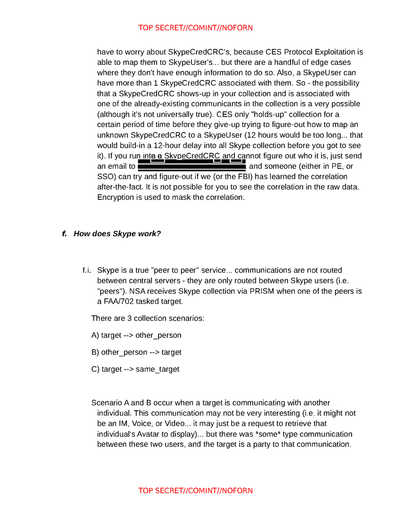 TOP SECRET//COMINT//NOFORN
have to worry about SkypeCredCRC's, because CES Protocol Exploitation is
able to map them to SkypeUser's... but there are a handful of edge cases
where they don't have enough information to do so. Also, a SkypeUser can
have more than 1 SkypeCredCRC associated with them. So - the possibility
that a SkypeCredCRC shows-up in your collection and is associated with
one of the already-existing communicants in the collection is a very possible
(although it's not universally true). CES only "holds-up" collection for a
certain period of time before they give-up trying to figure-out how to map an
unknown SkypeCredCRC to a SkypeUser (12 hours would be too long... that
would build-in a 12-hour delay into all Skype collection before you got to see
it). If you run into a SkypeCredCRC and cannot figure out who it is, just send
an email to and someone (either in PE, or
SSO) can try and figure-out if we (or the FBI) has learned the correlation
after-the-fact. It is not possible for you to see the correlation in the raw data.
Encryption is used to mask the correlation.
f. How does Skype work?
f.i. Skype is a true "peer to peer" service... communications are not routed
between central servers - they are only routed between Skype users (i.e.
"peers"). NSA receives Skype collection via PRISM when one of the peers is
a FAA/702 tasked target.
There are 3 collection scenarios:
A) target --> other_person
B) other_person --> target
C) target --> same_target
Scenario A and B occur when a target is communicating with another
individual. This communication may not be very interesting (i.e. it might not
be an IM, Voice, or Video... it may just be a request to retrieve that
individual's Avatar to display)... but there was *some* type communication
between these two users, and the target is a party to that communication.
TOP SECRET//COMINT//NOFORN